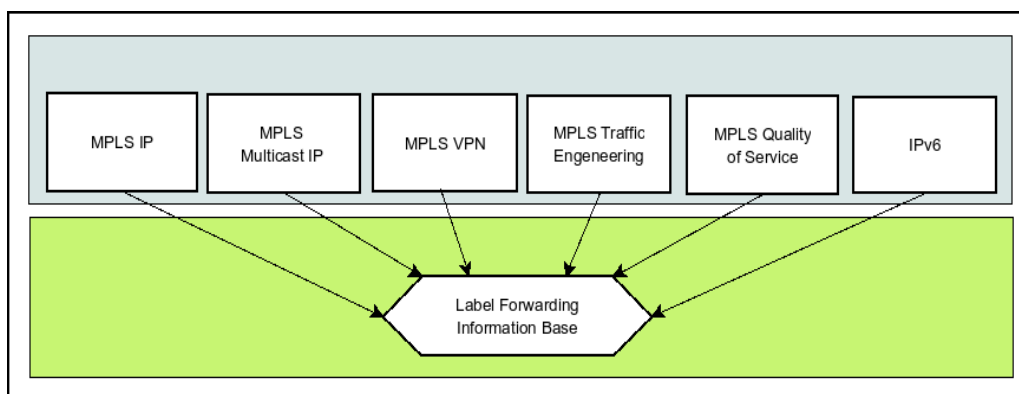 MPLS IP
MPLS
Multicast IP
MPLS VPN
MPLS Traffic
Engeneering
MPLS Quality
of Service
IPv6
Label Forwarding
Information Base